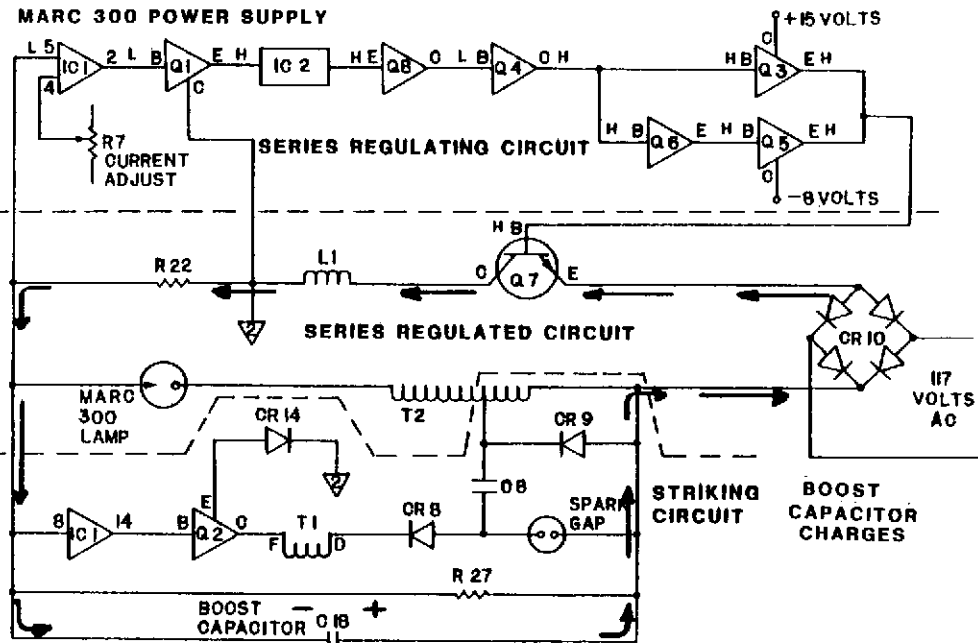 MARC 300 POWER SUPPLY
+15 VOLTS
L 5 IC1 2 L B Q1 E H IC 2 H E Q8 C L B Q4 C H H B Q3 E H
4 C C
R7
CURRENT
ADJUST
SERIES REGULATING CIRCUIT
H B Q6 E H B Q5 E H
C
-8 VOLTS
H B
R 22 L1 C Q7 E
2
SERIES REGULATED CIRCUIT
CR 10
MARC
300
LAMP
T2
117
VOLTS
AC
CR 14 CR 9
2
E C8
8 IC1 14 B Q2 C T1 CR 8 SPARK
GAP
F D
STRIKING
CIRCUIT
BOOST
CAPACITOR
CHARGES
R 27
BOOST
CAPACITOR
- +
C 18